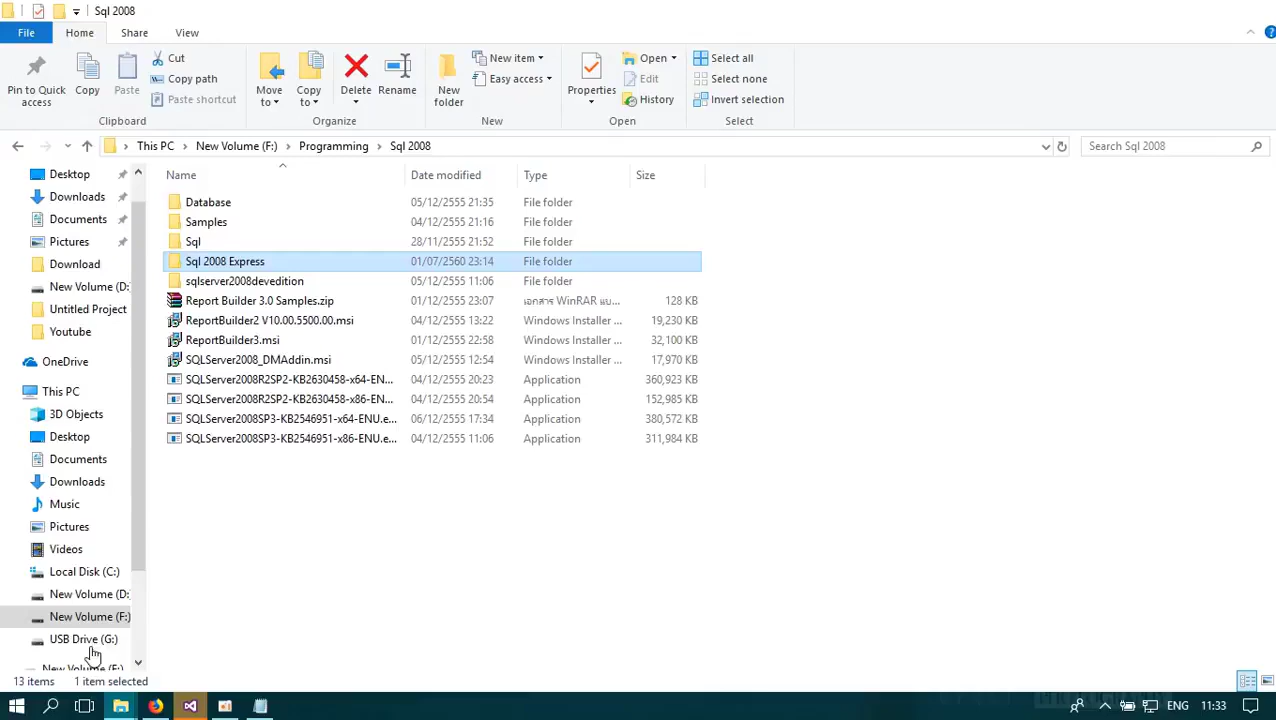 Sql 2008
File Home Share View
Pin to Quick access
Copy
Paste
Cut
Copy path
Paste shortcut
Clipboard
Move to
Copy to
Delete
Rename
Organize
New folder
New item
Easy access
New
Properties
Open
Edit
History
Open
Select all
Select none
Invert selection
Select
This PC New Volume (F:) Programming Sql 2008
Search Sql 2008
Desktop
Downloads
Documents
Pictures
Download
New Volume (D:
Untitled Project
Youtube
OneDrive
This PC
3D Objects
Desktop
Documents
Downloads
Music
Pictures
Videos
Local Disk (C:)
New Volume (D:
New Volume (F:)
USB Drive (G:)
Name Date modified Type Size
Database 05/12/2555 21:35 File folder
Samples 04/12/2555 21:16 File folder
Sql 28/11/2555 21:52 File folder
Sql 2008 Express 01/07/2560 23:14 File folder
sqlserver2008devedition 05/12/2555 11:06 File folder
Report Builder 3.0 Samples.zip 01/12/2555 23:07 เอกสาร WinRAR แบ... 128 KB
ReportBuilder2 V10.00.5500.00.msi 04/12/2555 13:22 Windows Installer ... 19,230 KB
ReportBuilder3.msi 01/12/2555 22:58 Windows Installer ... 32,100 KB
SQLServer2008_DMAddin.msi 05/12/2555 12:54 Windows Installer ... 17,970 KB
SQLServer2008R2SP2-KB2630458-x64-EN... 04/12/2555 20:23 Application 360,923 KB
SQLServer2008R2SP2-KB2630458-x86-EN... 04/12/2555 20:54 Application 152,985 KB
SQLServer2008SP3-KB2546951-x64-ENU.e... 06/12/2555 17:34 Application 380,572 KB
SQLServer2008SP3-KB2546951-x86-ENU.e... 04/12/2555 11:06 Application 311,984 KB
13 items 1 item selected
ENG 11:33